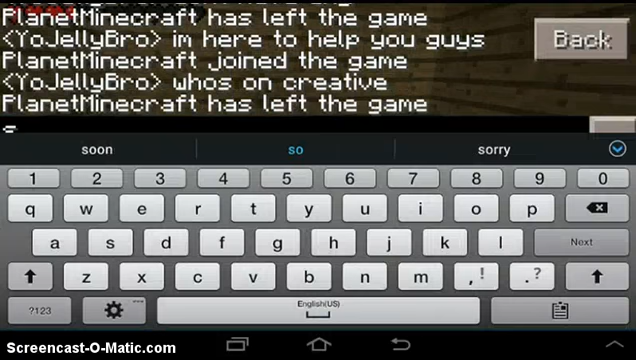 PlanetMinecraft has left the game
<YoJellyBro> im here to help you guys
Back
PlanetMinecraft joined the game
<YoJellyBro> whos on creative
PlanetMinecraft has left the game
soon so sorry
1 2 3 4 5 6 7 8 9 0
q w e r t y u i o p
a s d f g h j k l Next
z x c v b n m ,! .?
?123 English(US)
Screencast-O-Matic.com